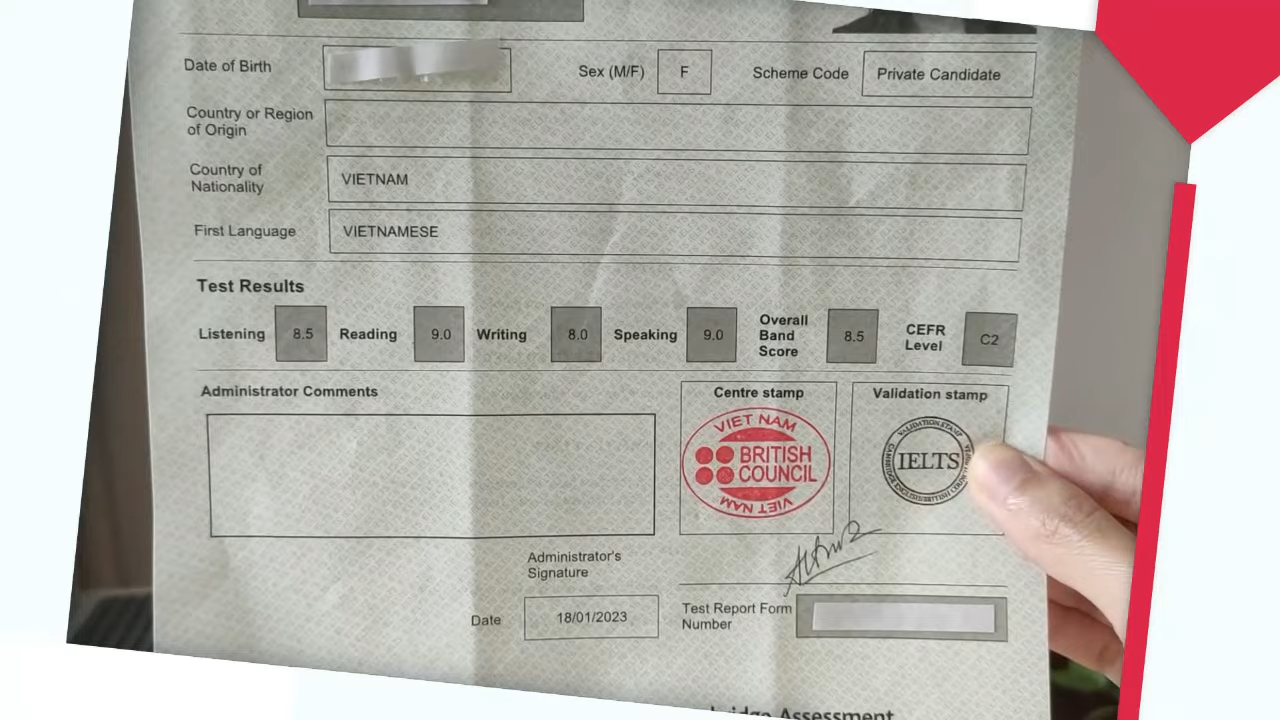 Date of Birth
Sex (M/F) F
Scheme Code Private Candidate
Country or Region
of Origin
Country of
Nationality
VIETNAM
First Language VIETNAMESE
Test Results
Listening 8.5 Reading 9.0 Writing 8.0 Speaking 9.0
Overall
Band
Score
8.5
CEFR
Level
C2
Administrator Comments
Centre stamp
VIET NAM
BRITISH
COUNCIL
VIET NAM
Validation stamp
VALIDATION STAMP
IELTS
Administrator's
Signature
Date 18/01/2023
Test Report Form
Number
Assessment